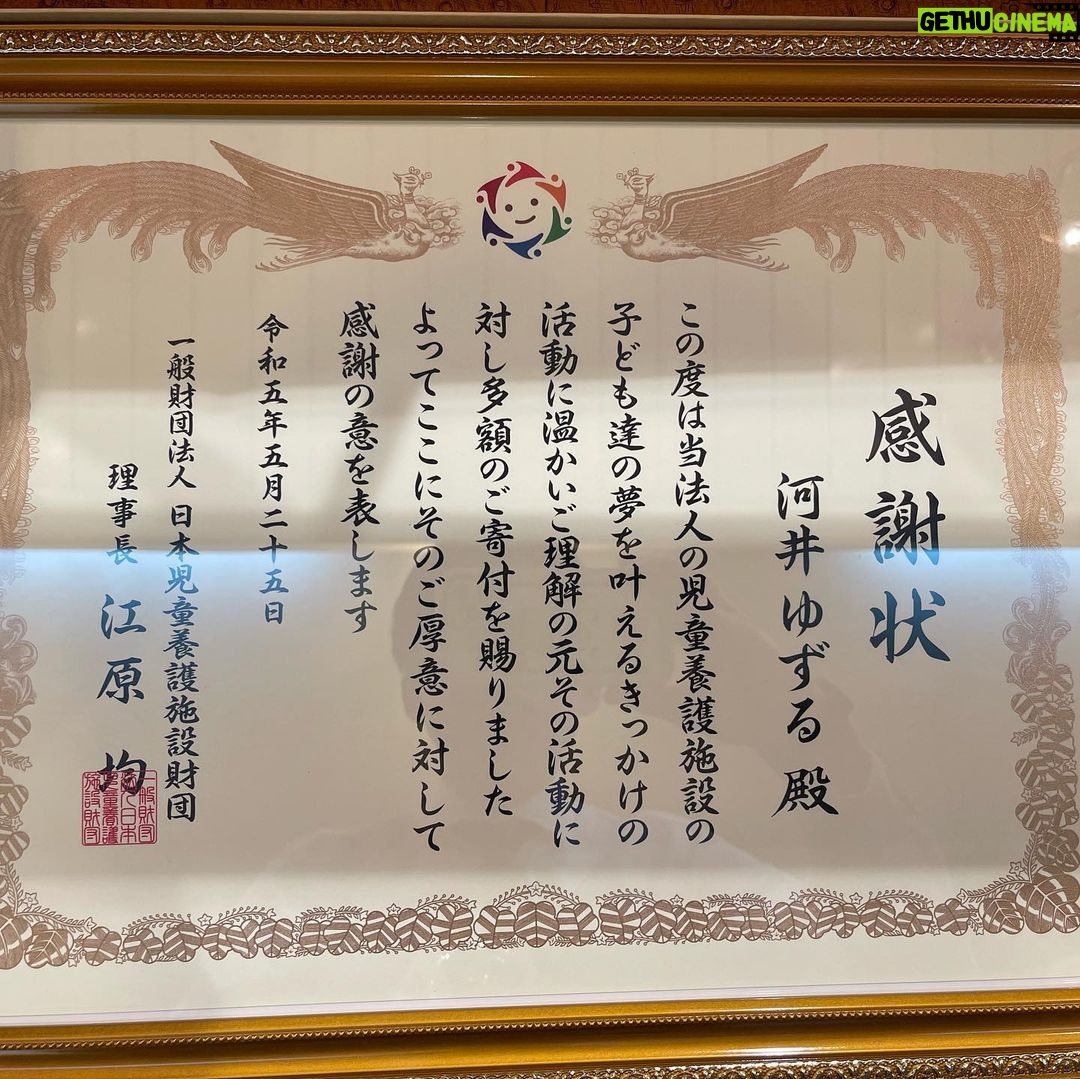 GETHUCINEMA
感謝状
河井ゆずる 殿
この度は当法人の児童養護施設の
子ども達の夢を叶えるきっかけの
活動に温かいご理解の元その活動に
対し多額のご寄付を賜りました
よってここにそのご厚意に対して
感謝の意を表します
令和五年五月二十五日
一般財団法人 日本児童養護施設財団
理事長 江原 均